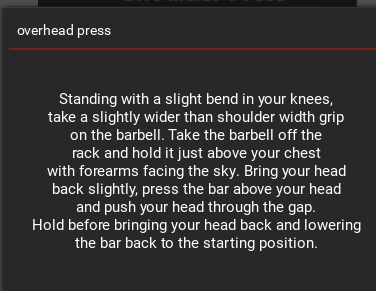 overhead press
Standing with a slight bend in your knees,
take a slightly wider than shoulder width grip
on the barbell. Take the barbell off the
rack and hold it just above your chest
with forearms facing the sky. Bring your head
back slightly, press the bar above your head
and push your head through the gap.
Hold before bringing your head back and lowering
the bar back to the starting position.